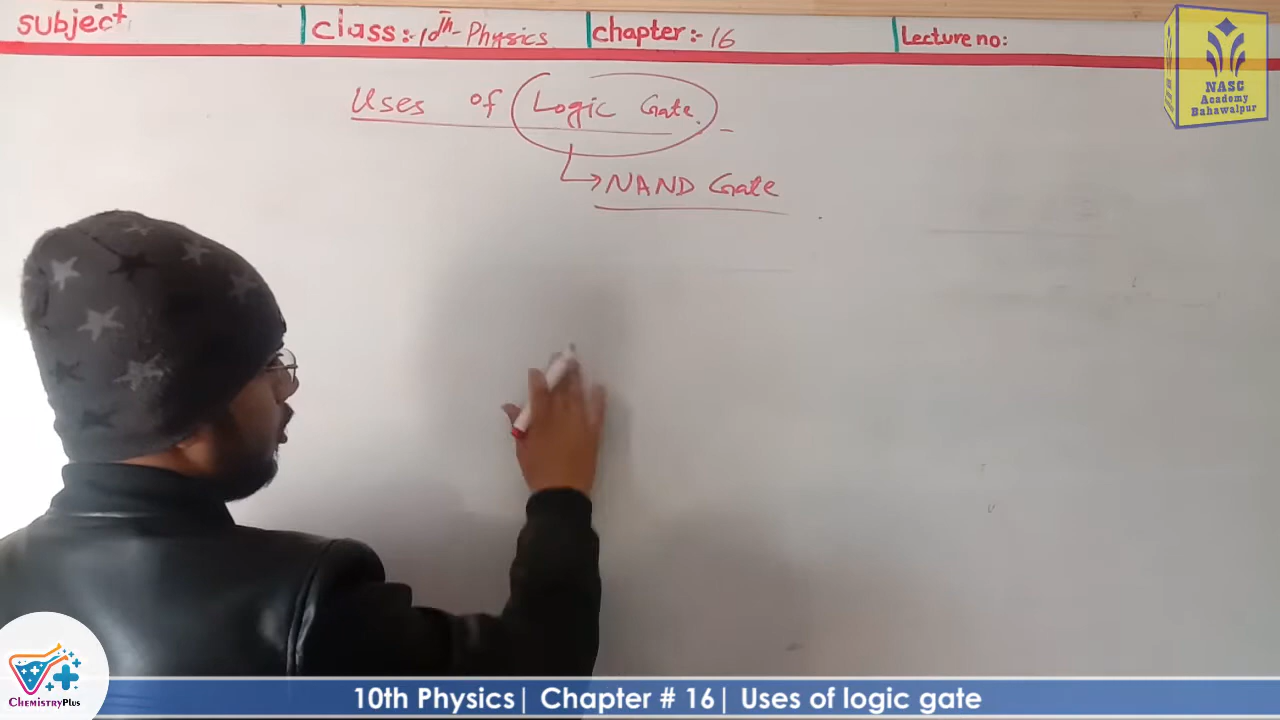 subject class:-10th-Physics chapter:-16 Lecture no:
Uses of Logic Gate.
NAND Gate
NASC
Academy
Bahawalpur
ChemistryPlus
10th Physics| Chapter # 16| Uses of logic gate